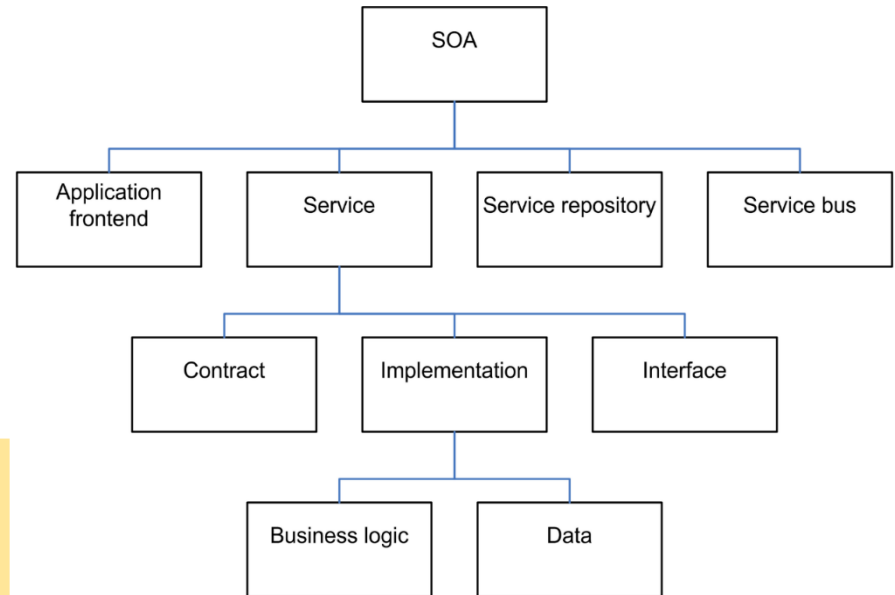 SOA
Application
frontend
Service
Service repository
Service bus
Contract
Implementation
Interface
Business logic
Data